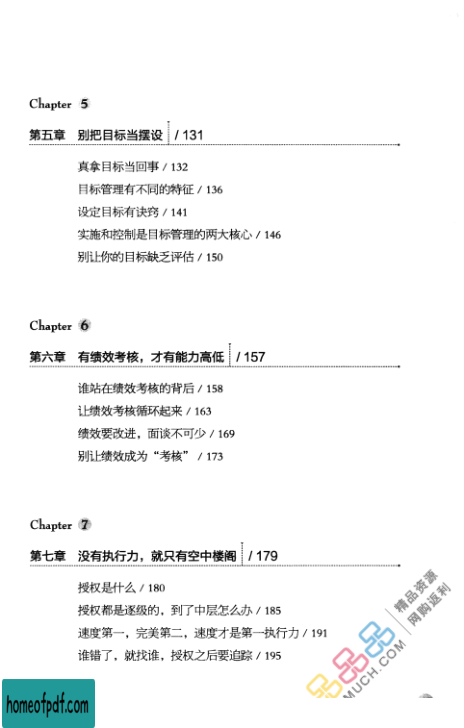 Chapter 5
第五章 别把目标当摆设 / 131
真拿目标当回事 / 132
目标管理有不同的特征 / 136
设定目标有诀窍 / 141
实施和控制是目标管理的两大核心 / 146
别让你的目标缺乏评估 / 150
Chapter 6
第六章 有绩效考核，才有能力高低 / 157
谁站在绩效考核的背后 / 158
让绩效考核循环起来 / 163
绩效要改进，面谈不可少 / 169
别让绩效成为“考核” / 173
Chapter 7
第七章 没有执行力，就只有空中楼阁 / 179
授权是什么 / 180
授权都是逐级的，到了中层怎么办 / 185
速度第一，完美第二，速度才是第一执行力 / 191
谁错了，就找谁，授权之后要追踪 / 195
精品资源
网购返利
MUCH.COM
homeofpdf.com